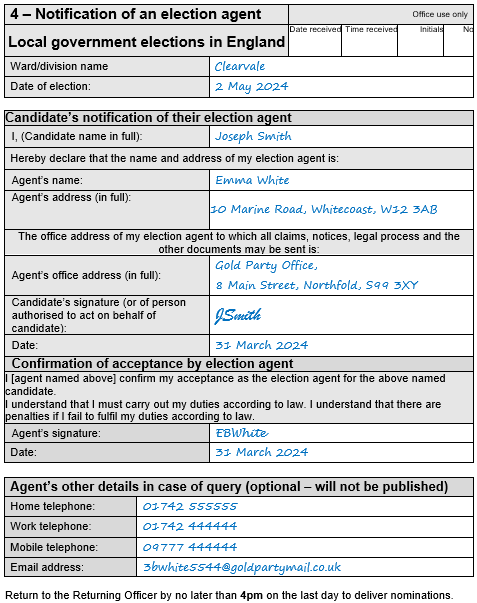 4 – Notification of an election agent
Office use only
Local government elections in England
Date received
Time received
Initials
No
Ward/division name
Clearvale
Date of election:
2 May 2024
Candidate's notification of their election agent
I, (Candidate name in full):
Joseph Smith
Hereby declare that the name and address of my election agent is:
Agent's name:
Emma White
Agent's address (in full):
10 Marine Road, Whitecoast, W12 3AB
The office address of my election agent to which all claims, notices, legal process and the
other documents may be sent is:
Agent's office address (in full):
Gold Party Office,
8 Main Street, Northfold, S99 3XY
Candidate's signature (or of person
authorised to act on behalf of
candidate):
JSmith
Date:
31 March 2024
Confirmation of acceptance by election agent
I [agent named above] confirm my acceptance as the election agent for the above named
candidate.
I understand that I must carry out my duties according to law. I understand that there are
penalties if I fail to fulfil my duties according to law.
Agent's signature:
EBWhite
Date:
31 March 2024
Agent's other details in case of query (optional – will not be published)
Home telephone:
01742 555555
Work telephone:
01742 444444
Mobile telephone:
09777 444444
Email address:
3bwhite5544@goldpartymail.co.uk
Return to the Returning Officer by no later than 4pm on the last day to deliver nominations.